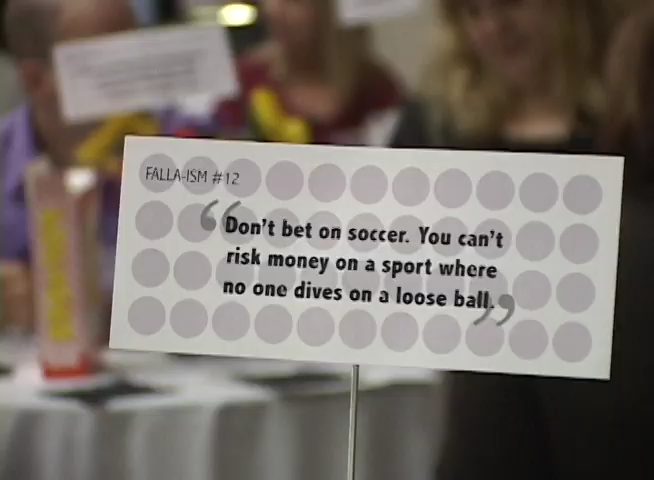 FALLA-ISM #12
“Don't bet on soccer. You can't
risk money on a sport where
no one dives on a loose ball.”